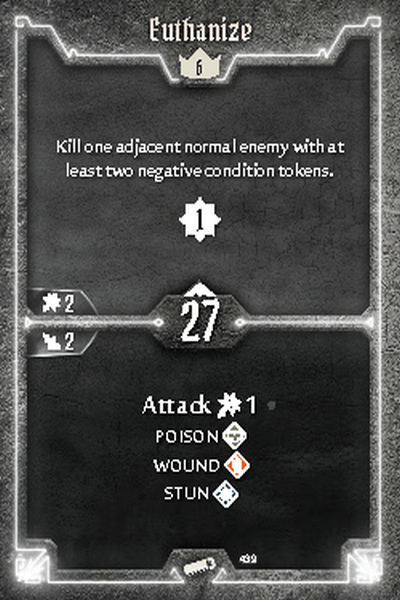 Euthanize
6
Kill one adjacent normal enemy with at
least two negative condition tokens.
1
2
27
2
Attack 1
POISON
WOUND
STUN